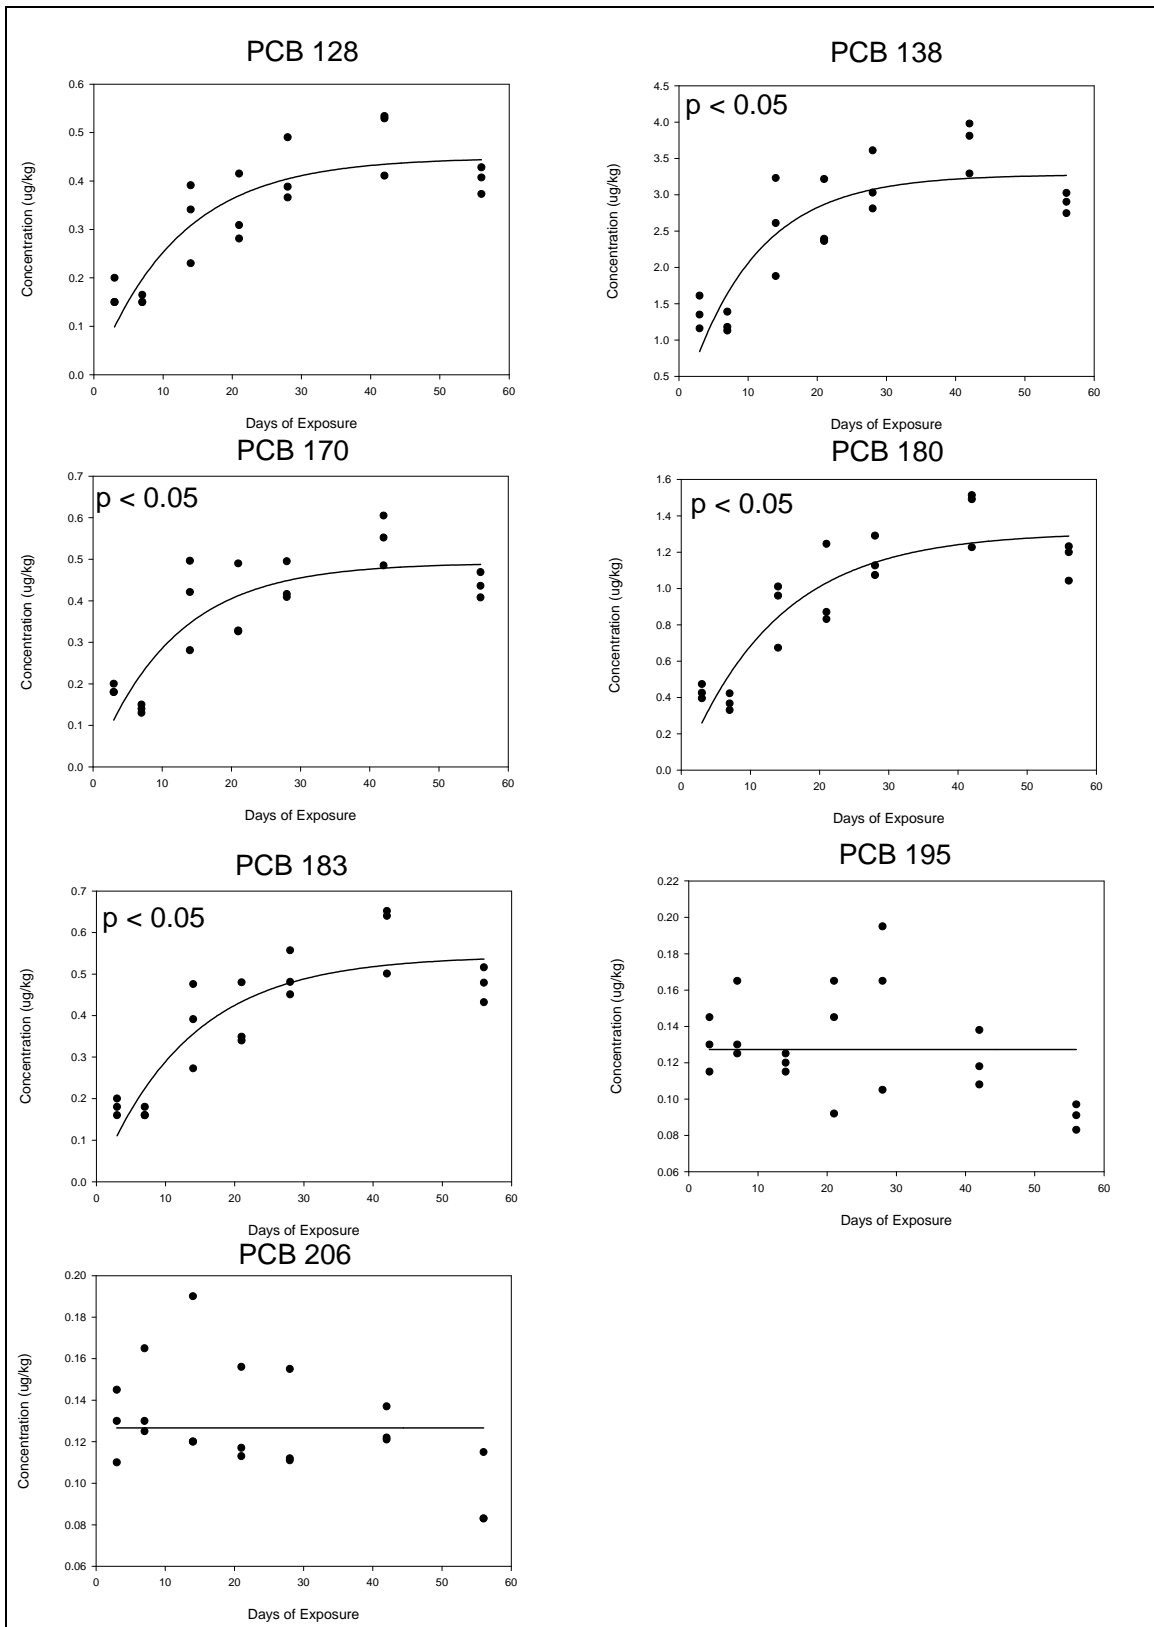 PCB 128
0.6
0.5
0.4
0.3
0.2
0.1
0.0
Concentration (ug/kg)
0 10 20 30 40 50 60
Days of Exposure
PCB 138
p < 0.05
4.5
4.0
3.5
3.0
2.5
2.0
1.5
1.0
0.5
Concentration (ug/kg)
0 10 20 30 40 50 60
Days of Exposure
PCB 170
p < 0.05
0.7
0.6
0.5
0.4
0.3
0.2
0.1
0.0
Concentration (ug/kg)
0 10 20 30 40 50 60
Days of Exposure
PCB 180
p < 0.05
1.6
1.4
1.2
1.0
0.8
0.6
0.4
0.2
0.0
Concentration (ug/kg)
0 10 20 30 40 50 60
Days of Exposure
PCB 183
p < 0.05
0.7
0.6
0.5
0.4
0.3
0.2
0.1
0.0
Concentration (ug/kg)
0 10 20 30 40 50 60
Days of Exposure
PCB 195
0.22
0.20
0.18
0.16
0.14
0.12
0.10
0.08
0.06
Concentration (ug/kg)
0 10 20 30 40 50 60
Days of Exposure
PCB 206
0.20
0.18
0.16
0.14
0.12
0.10
0.08
0.06
Concentration (ug/kg)
0 10 20 30 40 50 60
Days of Exposure